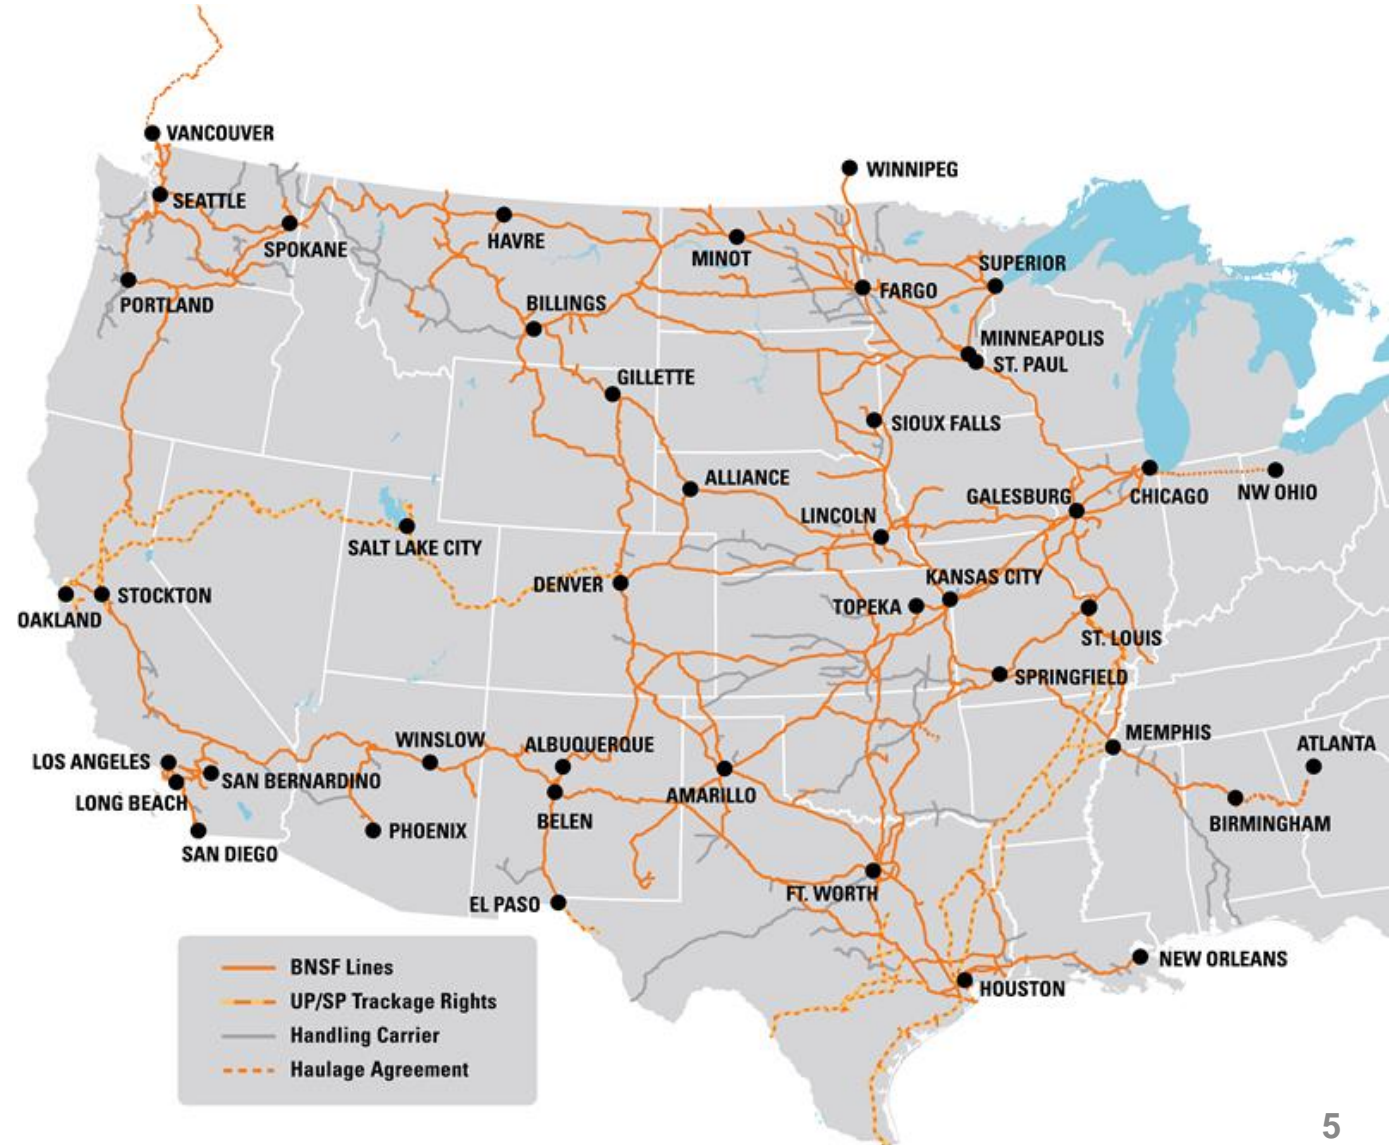 VANCOUVER
WINNIPEG
SEATTLE
SPOKANE
HAVRE
MINOT
SUPERIOR
PORTLAND
BILLINGS
FARGO
MINNEAPOLIS
ST. PAUL
GILLETTE
SIOUX FALLS
ALLIANCE
GALESBURG
CHICAGO
NW OHIO
LINCOLN
SALT LAKE CITY
DENVER
KANSAS CITY
STOCKTON
TOPEKA
OAKLAND
ST. LOUIS
SPRINGFIELD
MEMPHIS
WINSLOW
ALBUQUERQUE
ATLANTA
LOS ANGELES
SAN BERNARDINO
LONG BEACH
AMARILLO
BELEN
BIRMINGHAM
PHOENIX
SAN DIEGO
FT. WORTH
EL PASO
NEW ORLEANS
HOUSTON
BNSF Lines
UP/SP Trackage Rights
Handling Carrier
Haulage Agreement
5